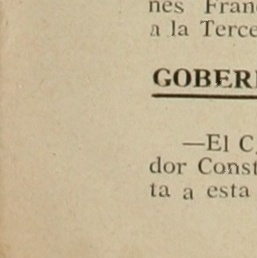 nes Fran
a la Terce
GOBER
—El C
dor Const
ta a esta